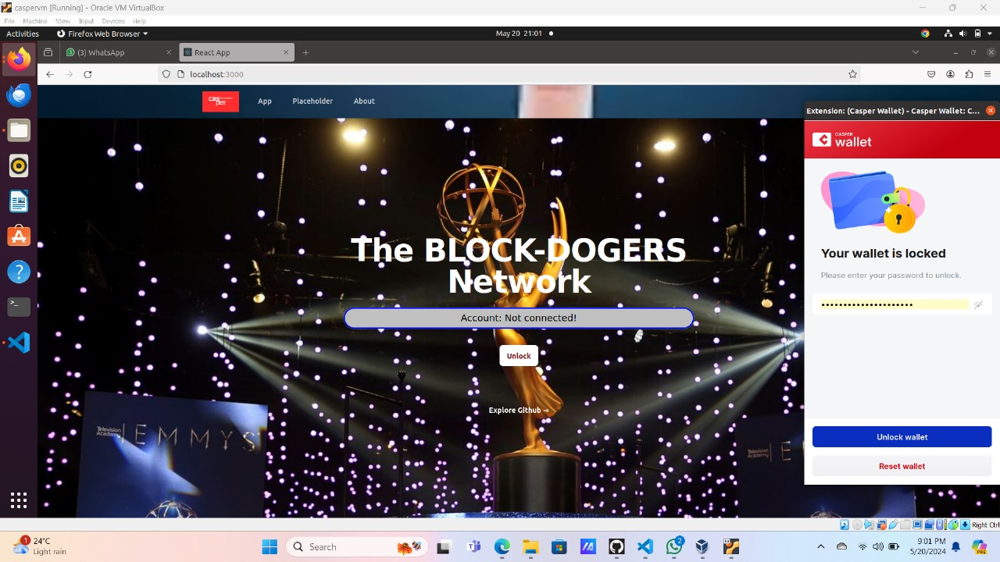 caspervm [Running] - Oracle VM VirtualBox
File Machine View Input Devices Help
Activities Firefox Web Browser May 20 21:01
(3) WhatsApp React App
localhost:3000
casper App Placeholder About
Extension: (Casper Wallet) - Casper Wallet: C...
CASPER
wallet
Your wallet is locked
Please enter your password to unlock.
Unlock wallet
Reset wallet
The BLOCK-DOGERS
Network
Account: Not connected!
Unlock
Explore Github →
Television
Academy
EMMYS
Television
Academy
Right Ctrl
1
24°C
Light rain
Search
2
9:01 PM
5/20/2024
PRE